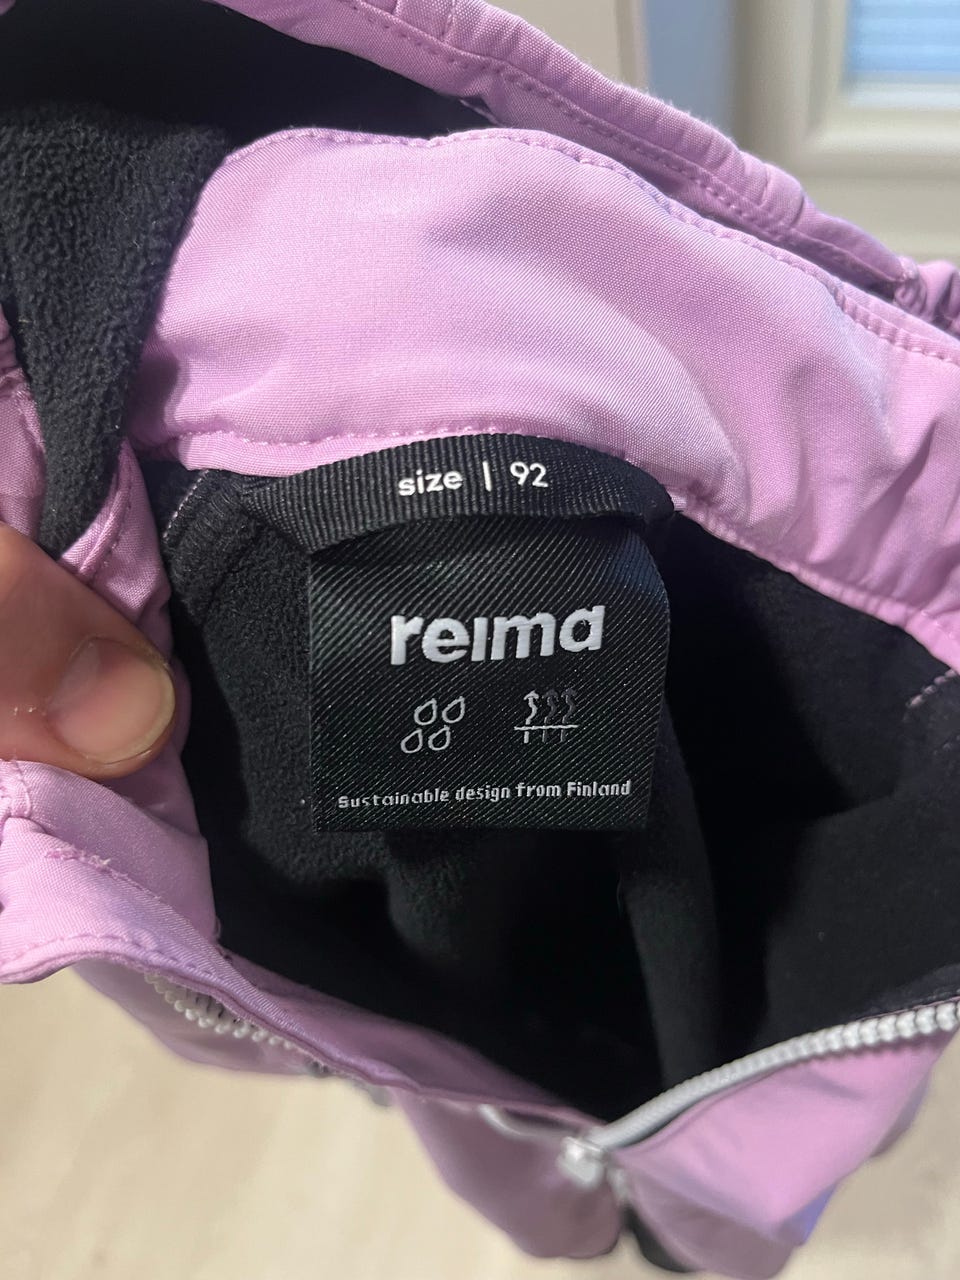 size | 92
reima
Sustainable design from Finland